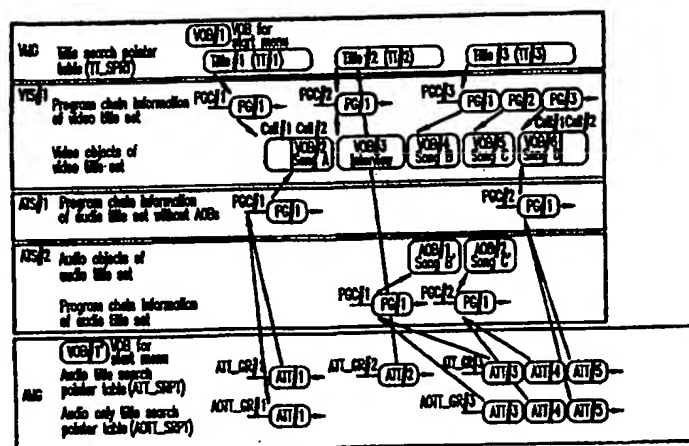 VOB#1 VOB for start menu
VMG Title search pointer table (TT_SRPT)
Title #1 (TT#1) Title #2 (TT#2) Title #3 (TT#3)
VTS#1 Program chain information of video title set
PGC#1 PG#1 PGC#2 PG#1 PGC#3 PG#1 PG#2 PG#3
Cell#1 Cell#2 Cell#1 Cell#2
Video objects of video title set
VOB#2 Song A VOB#3 Interview VOB#4 Song B VOB#5 Song C VOB#6
ATS#1 Program chain information of audio title set without AOBs
PGC#1 PG#1 PGC#2 PG#1
ATS#2 Audio objects of audio title set
AOB#1 Song B' AOB#2 Song C'
Program chain information of audio title set
PGC#1 PG#1 PGC#2 PG#1
AMG
VOB#1' VOB for start menu
Audio title search pointer table (ATT_SRPT)
ATT_GR#1 ATT#1 ATT_GR#2 ATT#2 ATT_GR#3 ATT#3 ATT#4 ATT#5
Audio only title search pointer table (AOTT_SRPT)
AOTT_GR#1 ATT#1 AOTT_GR#3 ATT#3 ATT#4 ATT#5